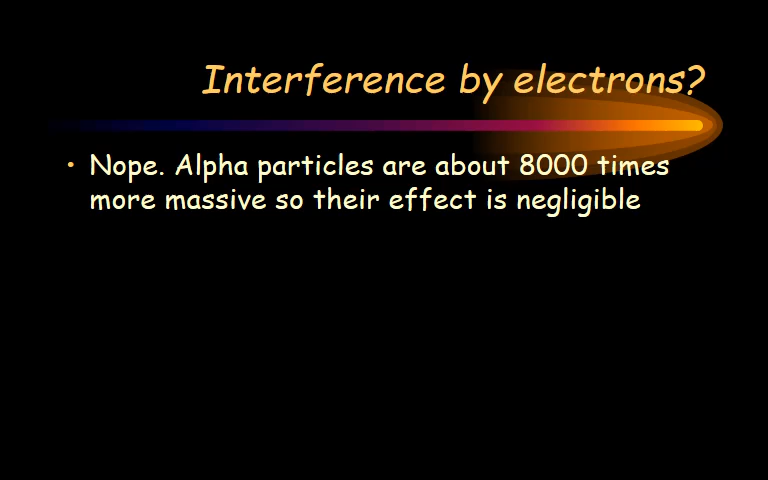 Interference by electrons?
• Nope. Alpha particles are about 8000 times
more massive so their effect is negligible